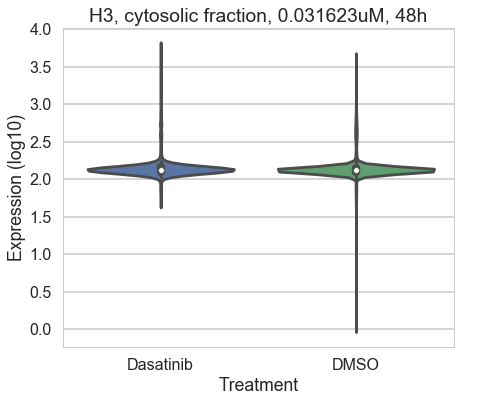 H3, cytosolic fraction, 0.031623uM, 48h
4.0
3.5
3.0
2.5
2.0
1.5
1.0
0.5
0.0
Expression (log10)
Dasatinib DMSO
Treatment